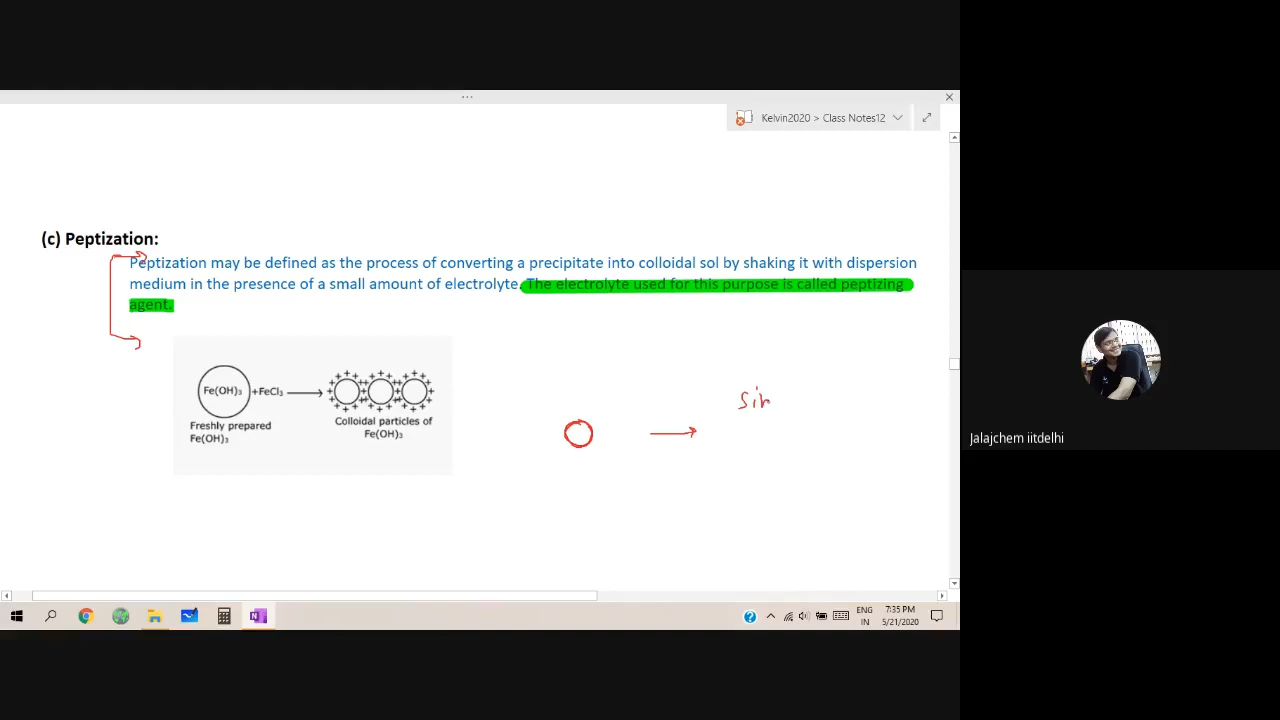 Kelvin2020 > Class Notes12
(c) Peptization:
Peptization may be defined as the process of converting a precipitate into colloidal sol by shaking it with dispersion
medium in the presence of a small amount of electrolyte. The electrolyte used for this purpose is called peptizing
agent.
Fe(OH)₃ +FeCl₃
Freshly prepared
Fe(OH)₃
Colloidal particles of
Fe(OH)₃
Jalajchem iitdelhi
ENG
IN
7:35 PM
5/21/2020